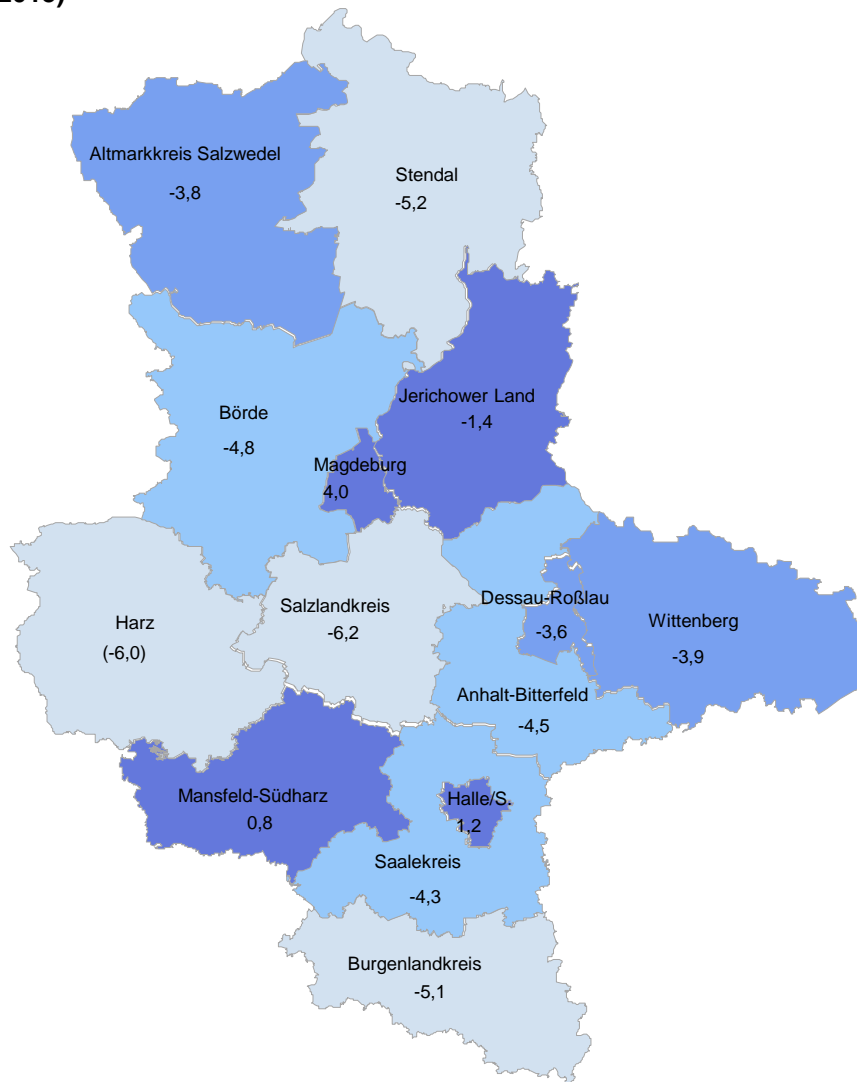 Altmarkkreis Salzwedel
-3,8
Stendal
-5,2
Jerichower Land
-1,4
Börde
-4,8
Magdeburg
4,0
Harz
(-6,0)
Salzlandkreis
-6,2
Dessau-Roßlau
-3,6
Wittenberg
-3,9
Anhalt-Bitterfeld
-4,5
Mansfeld-Südharz
0,8
Halle/S.
1,2
Saalekreis
-4,3
Burgenlandkreis
-5,1